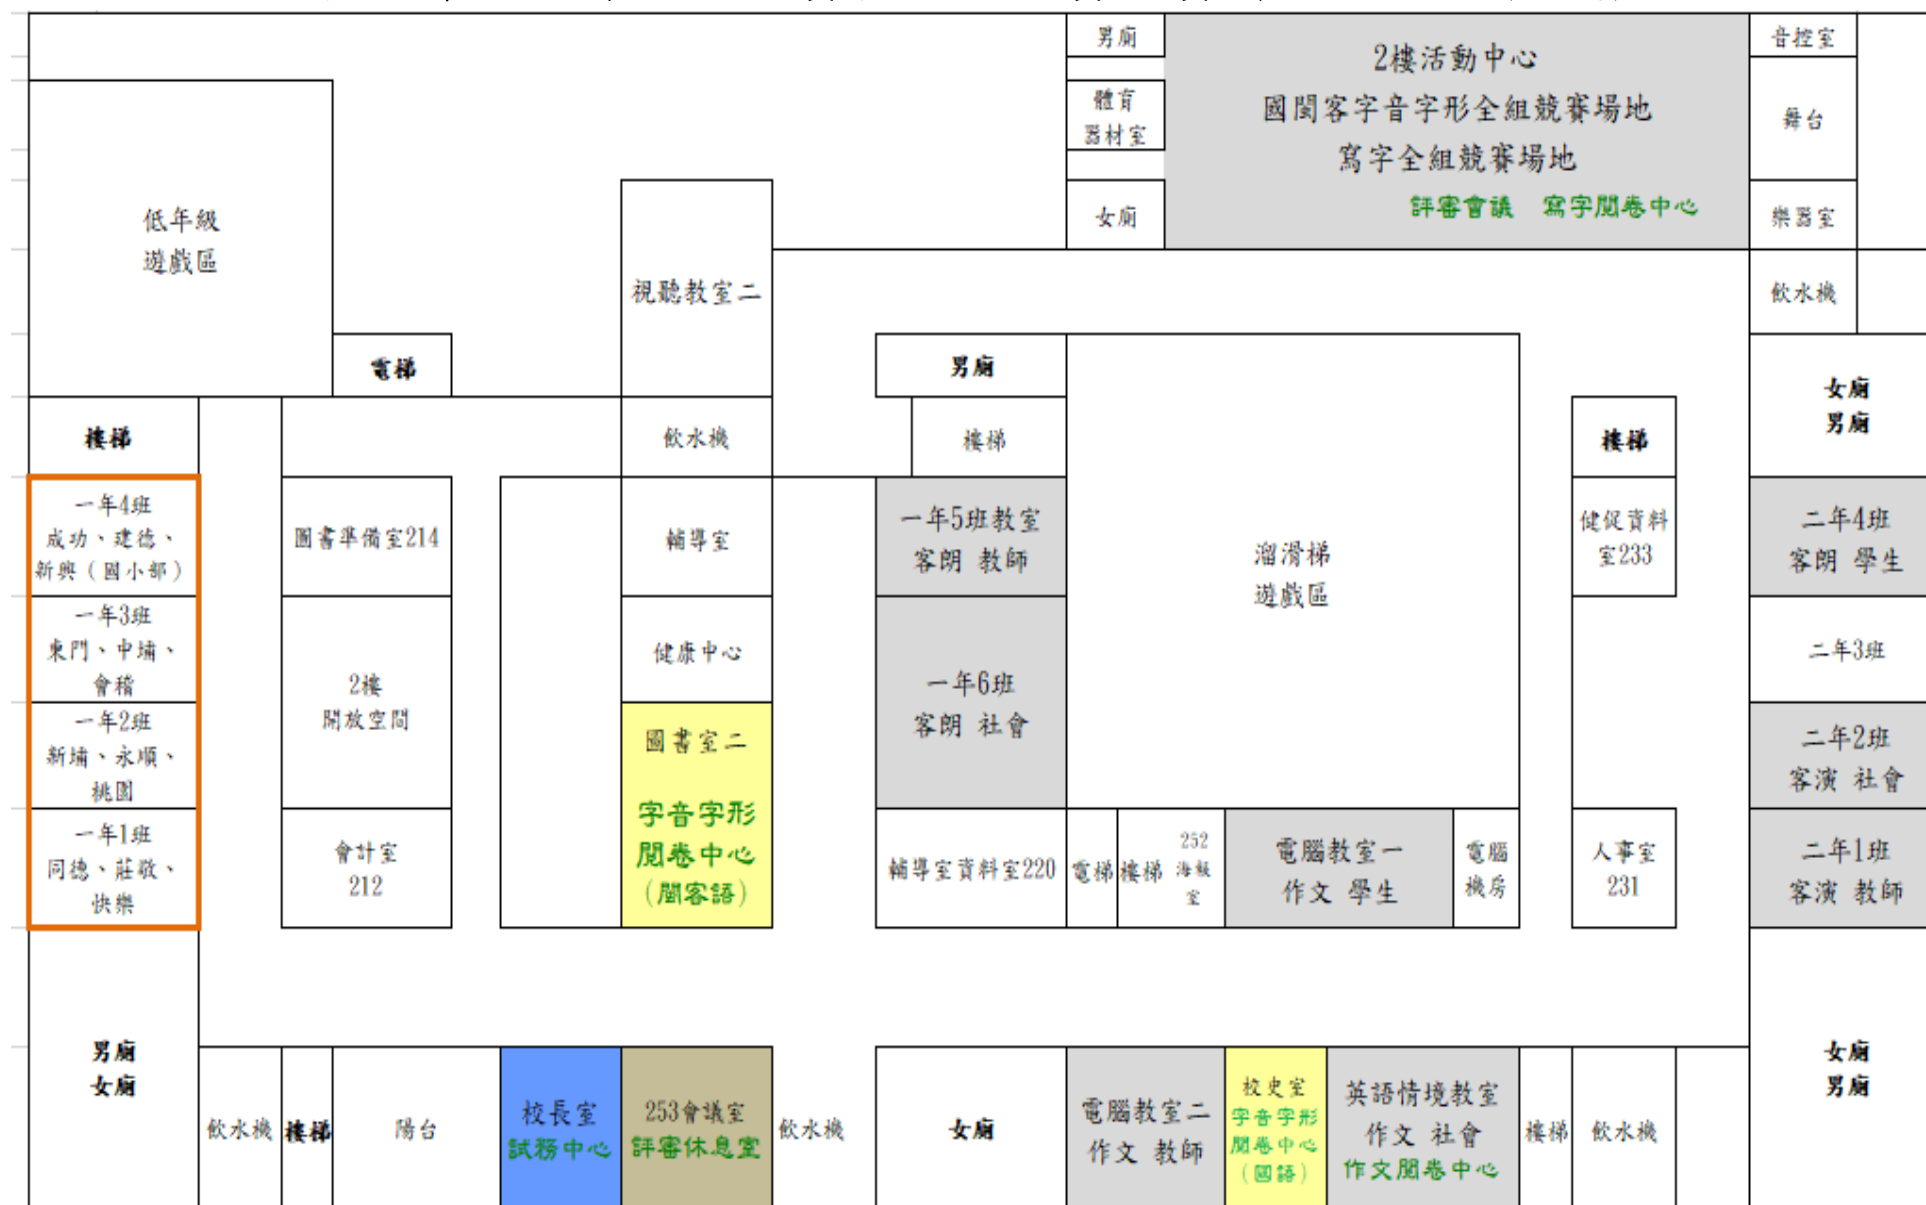 男廁
2樓活動中心
國閩客字音字形全組競賽場地
寫字全組競賽場地
評審會議 寫字閱卷中心
音控室
體育
器材室
舞台
女廁
樂器室
低年級
遊戲區
視聽教室二
飲水機
電梯
男廁
女廁
男廁
樓梯
飲水機
樓梯
樓梯
一年4班
成功、建德、
新興（國小部）
圖書準備室214
輔導室
一年5班教室
客朗 教師
溜滑梯
遊戲區
健促資料
室233
二年4班
客朗 學生
一年3班
東門、中埔、
會稽
2樓
開放空間
健康中心
一年6班
客朗 社會
二年3班
一年2班
新埔、永順、
桃園
圖書室二
字音字形
閱卷中心
(閩客語)
二年2班
客演 社會
一年1班
同德、莊敬、
快樂
會計室
212
輔導室資料室220
電梯
樓梯
252
海報
室
電腦教室一
作文 學生
電腦
機房
人事室
231
二年1班
客演 教師
男廁
女廁
飲水機
樓梯
陽台
校長室
試務中心
253會議室
評審休息室
飲水機
女廁
電腦教室二
作文 教師
校史室
字音字形
閱卷中心
(國語)
英語情境教室
作文 社會
作文閱卷中心
樓梯
飲水機
女廁
男廁